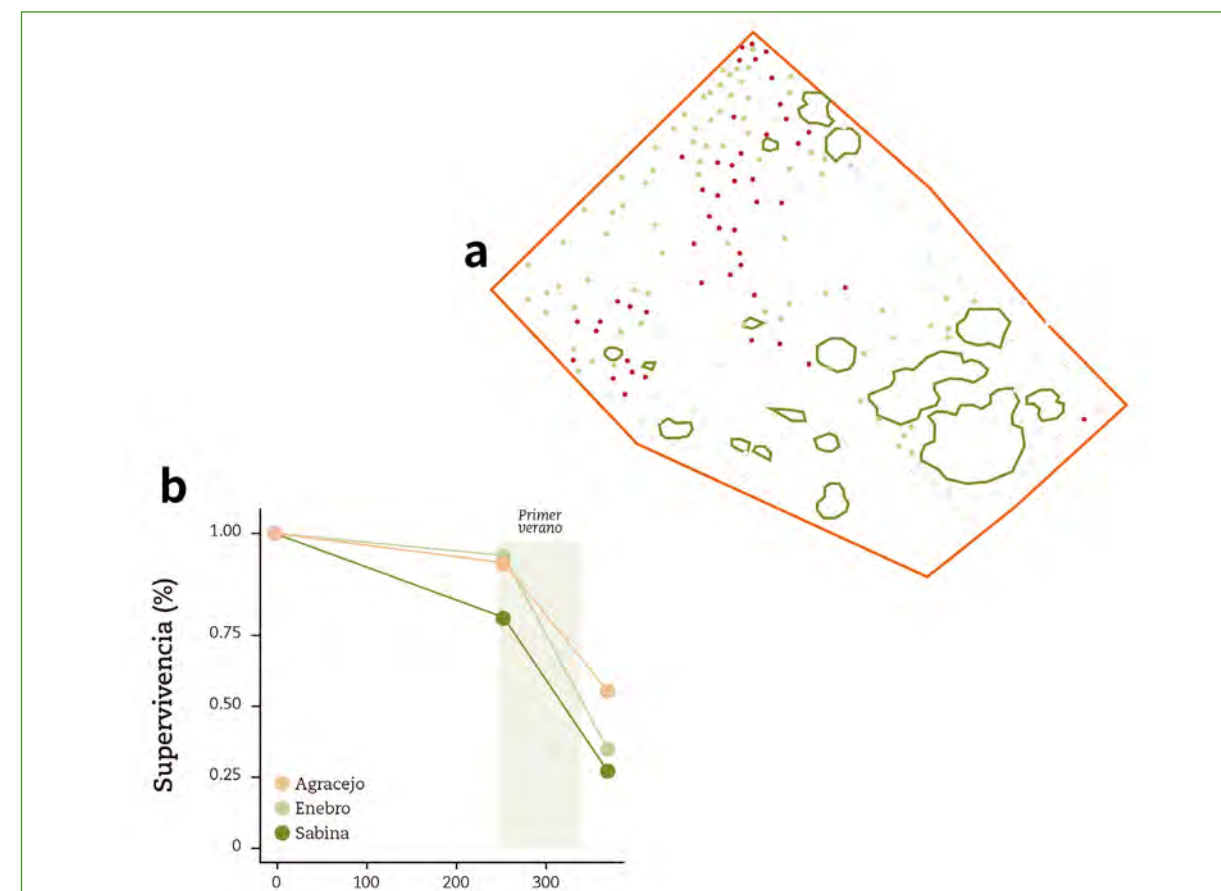 a
b
Primer
verano
Supervivencia (%)
1.00
0.75
0.50
0.25
0
Agracejo
Enebro
Sabina
0 100 200 300